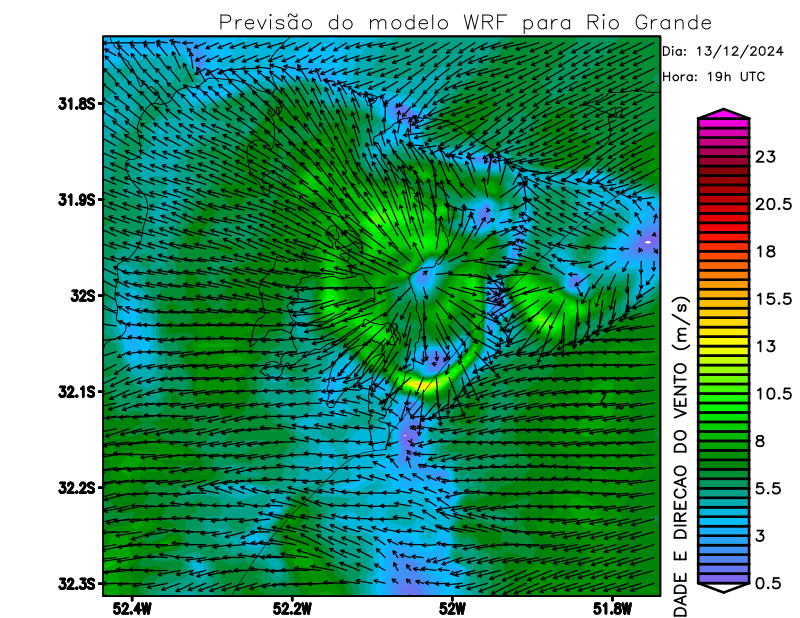 Previsão do modelo WRF para Rio Grande
Dia: 13/12/2024
Hora: 19h UTC
31.8S
31.9S
32S
32.1S
32.2S
32.3S
52.4W
52.2W
52W
51.8W
23
20.5
18
15.5
13
10.5
8
5.5
3
0.5
DADE E DIRECAO DO VENTO (m/s)